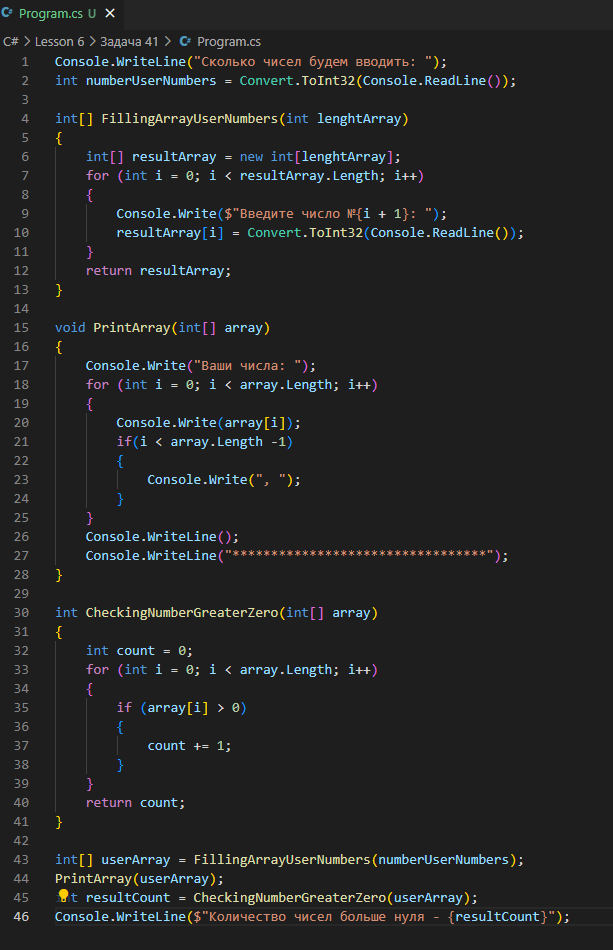 Program.cs U
C# > Lesson 6 > Задача 41 > Program.cs
1 Console.WriteLine("Сколько чисел будем вводить: ");
2 int numberUserNumbers = Convert.ToInt32(Console.ReadLine());
3
4 int[] FillingArrayUserNumbers(int lenghtArray)
5 {
6 int[] resultArray = new int[lenghtArray];
7 for (int i = 0; i < resultArray.Length; i++)
8 {
9 Console.Write($"Введите число №{i + 1}: ");
10 resultArray[i] = Convert.ToInt32(Console.ReadLine());
11 }
12 return resultArray;
13 }
14
15 void PrintArray(int[] array)
16 {
17 Console.Write("Ваши числа: ");
18 for (int i = 0; i < array.Length; i++)
19 {
20 Console.Write(array[i]);
21 if(i < array.Length -1)
22 {
23 Console.Write(", ");
24 }
25 }
26 Console.WriteLine();
27 Console.WriteLine("*********************************");
28 }
29
30 int CheckingNumberGreaterZero(int[] array)
31 {
32 int count = 0;
33 for (int i = 0; i < array.Length; i++)
34 {
35 if (array[i] > 0)
36 {
37 count += 1;
38 }
39 }
40 return count;
41 }
42
43 int[] userArray = FillingArrayUserNumbers(numberUserNumbers);
44 PrintArray(userArray);
45 resultCount = CheckingNumberGreaterZero(userArray);
46 Console.WriteLine($"Количество чисел больше нуля - {resultCount}");